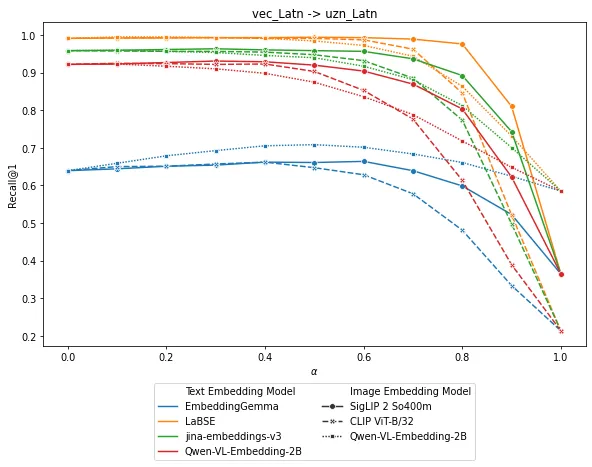 vec_Latn -> uzn_Latn
Recall@1
1.0
0.9
0.8
0.7
0.6
0.5
0.4
0.3
0.2
0.0 0.2 0.4 0.6 0.8 1.0
α
Text Embedding Model
EmbeddingGemma
LaBSE
jina-embeddings-v3
Qwen-VL-Embedding-2B
Image Embedding Model
SigLIP 2 So400m
CLIP ViT-B/32
Qwen-VL-Embedding-2B